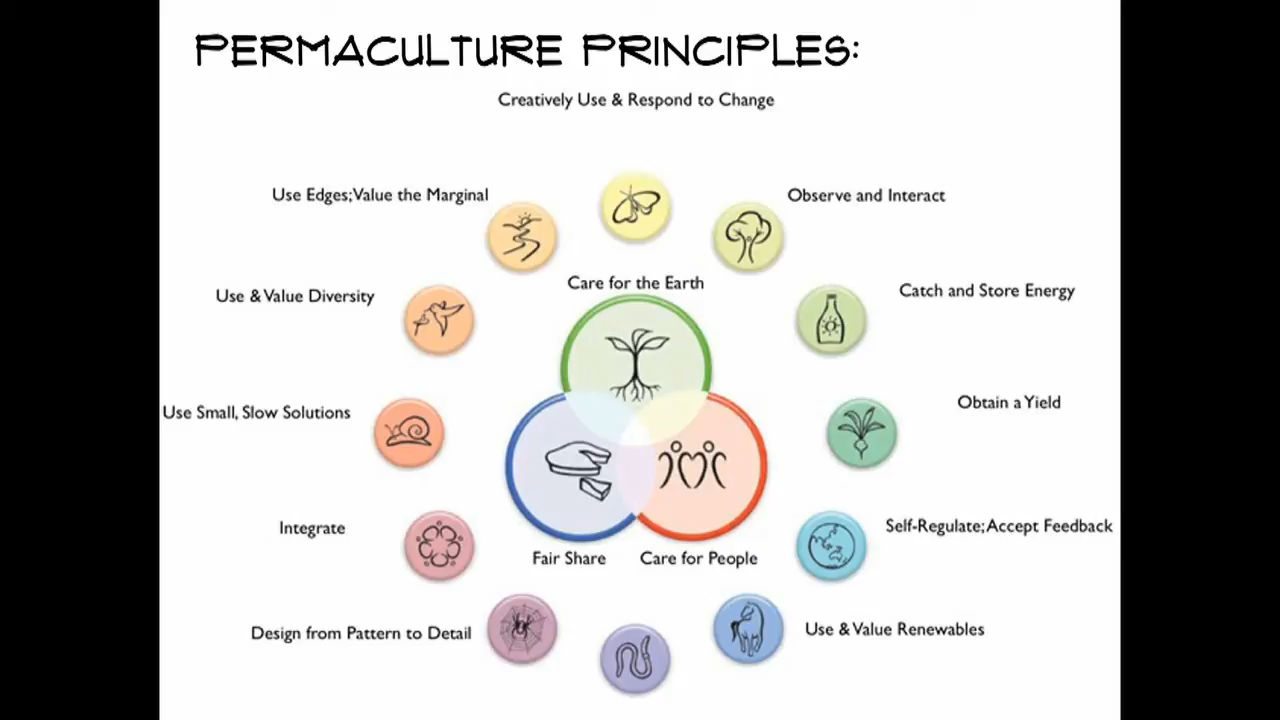 PERMACULTURE PRINCIPLES:
Creatively Use & Respond to Change
Use Edges; Value the Marginal
Observe and Interact
Care for the Earth
Use & Value Diversity
Catch and Store Energy
Use Small, Slow Solutions
Obtain a Yield
Integrate
Self-Regulate; Accept Feedback
Fair Share
Care for People
Design from Pattern to Detail
Use & Value Renewables